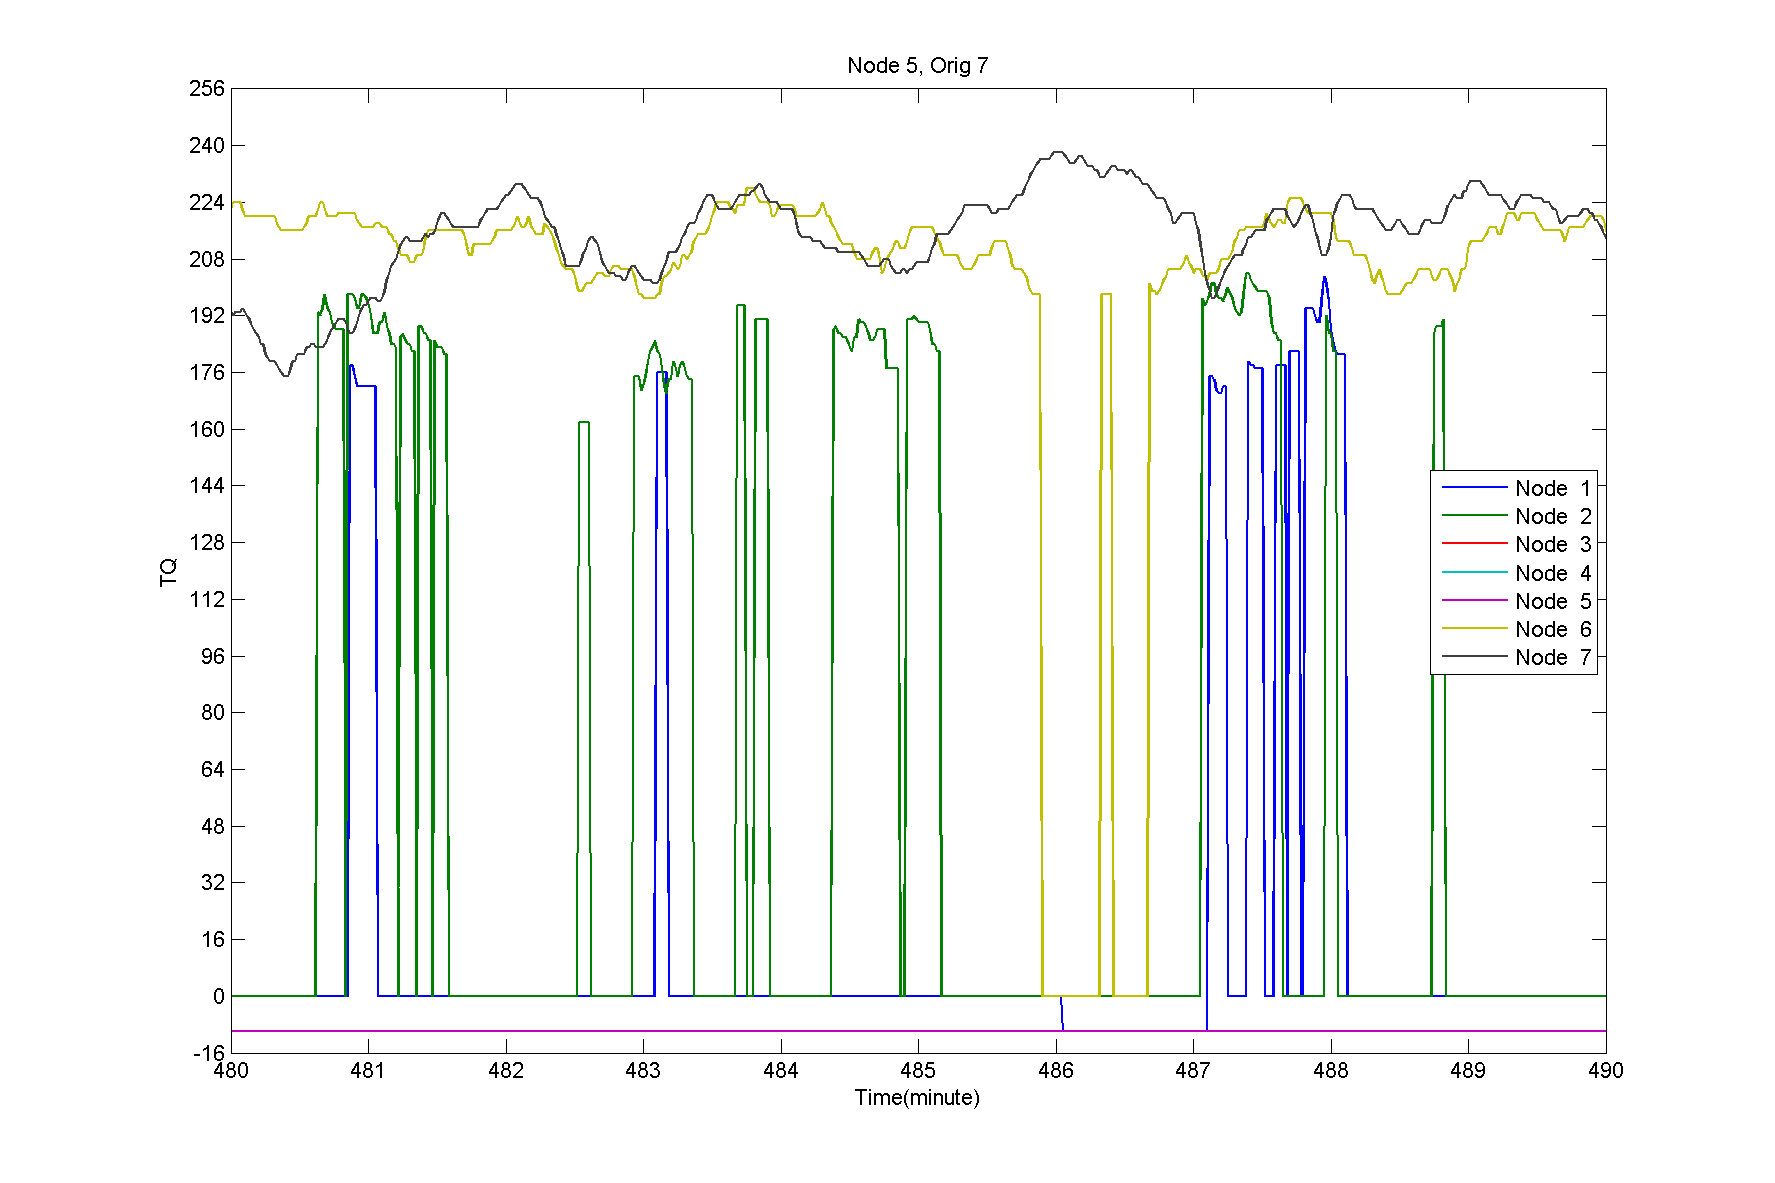 Node 5, Orig 7
256
240
224
208
192
176
160
144
128
112
96
80
64
48
32
16
0
-16
TQ
Node 1
Node 2
Node 3
Node 4
Node 5
Node 6
Node 7
480 481 482 483 484 485 486 487 488 489 490
Time(minute)